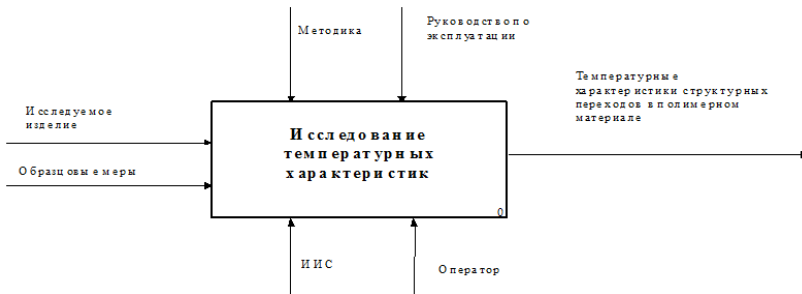 Методика
Руководство по
эксплуатации
Температурные
характеристики структурных
переходов в полимерном
материале
Исследуемое
изделие
Исследование
температурных
характеристик
Образцовые меры
0
ИИС
Оператор